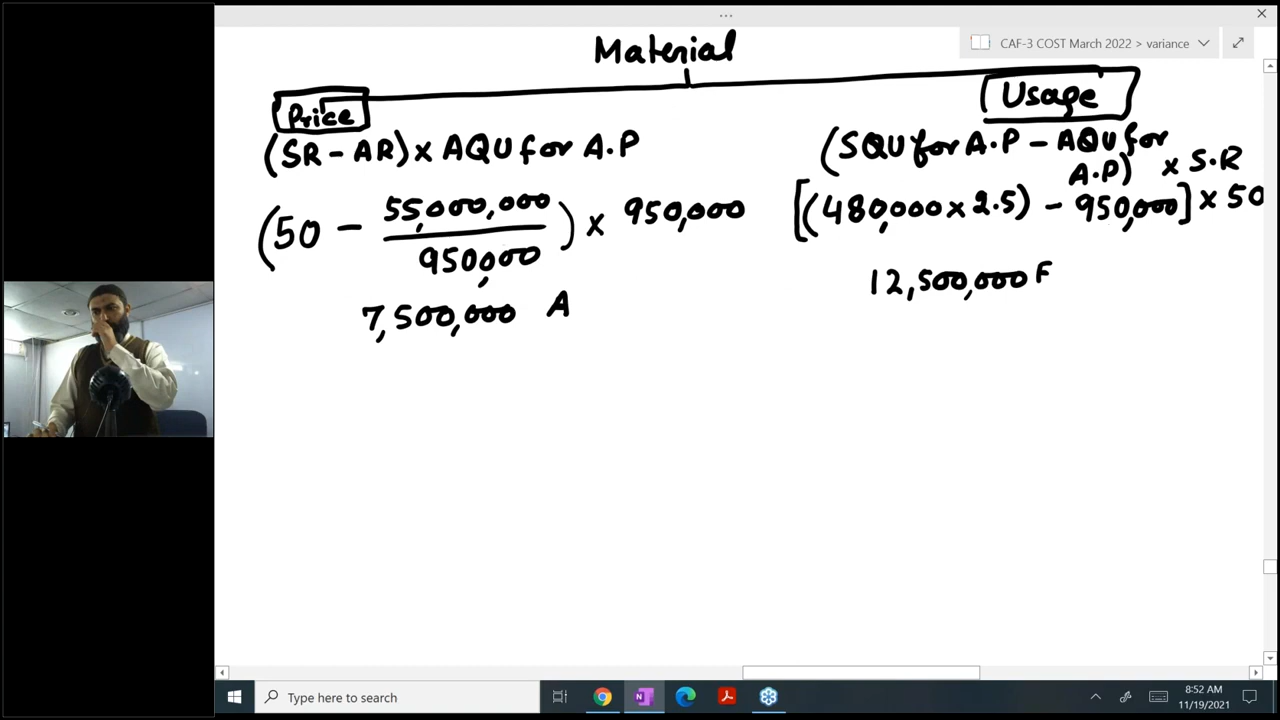 CAF-3 COST March 2022 > variance
Material
Price
(SR - AR) × AQU for A.P
(50 - 55,000,000 / 950,000) × 950,000
7,500,000 A
Usage
(SQU for A.P - AQU for A.P) × S.R
[(480,000 × 2.5) - 950,000] × 50
12,500,000 F
Type here to search
8:52 AM
11/19/2021